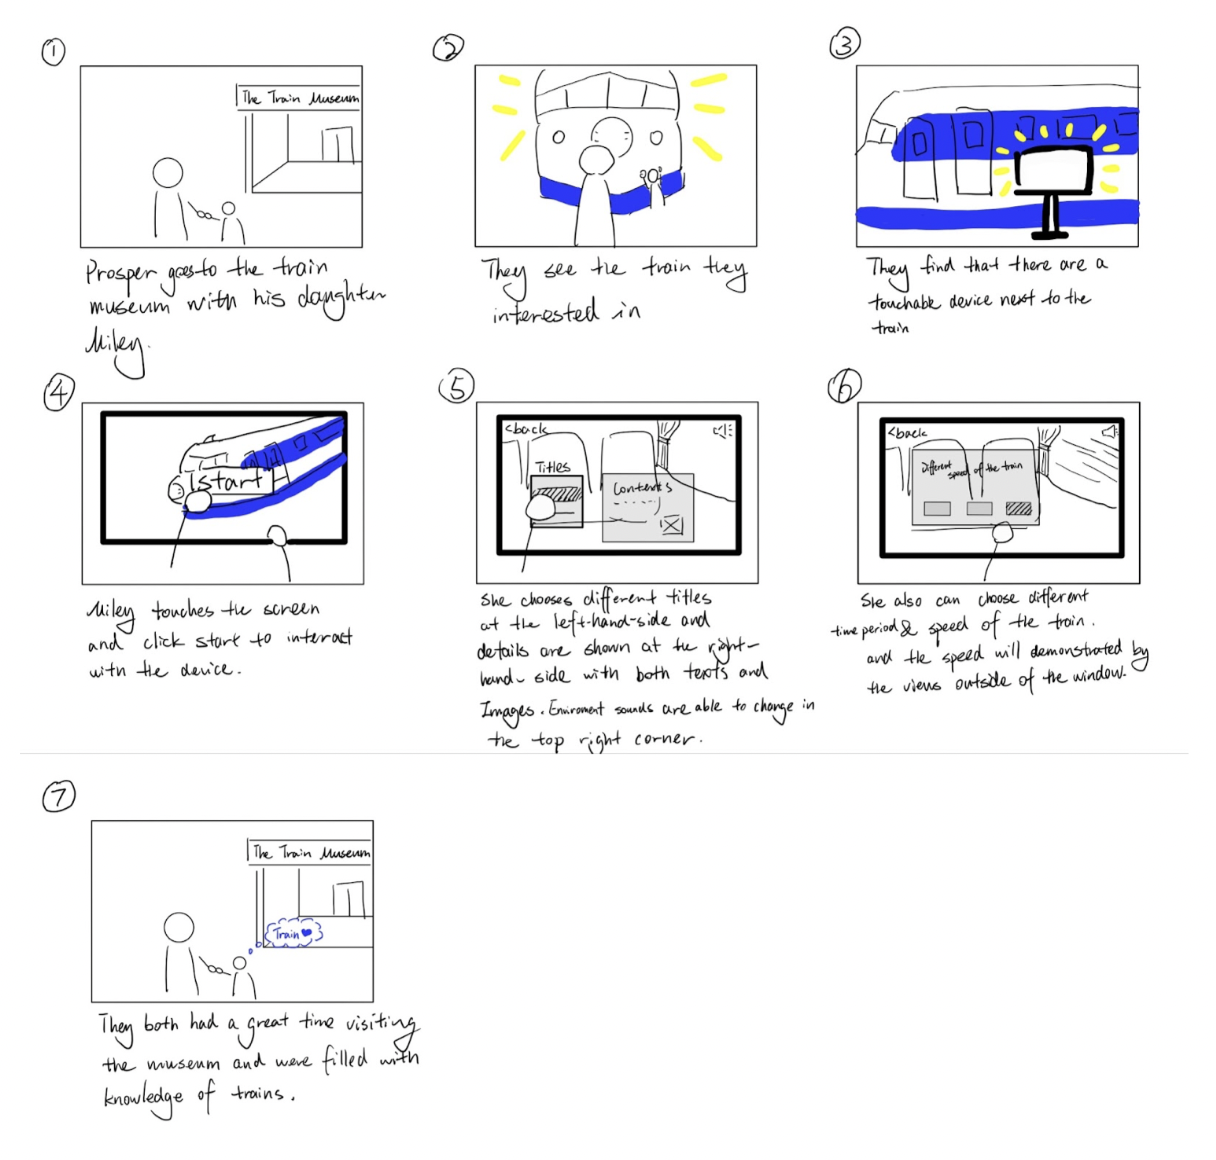 ①
The Train Museum
Prosper goes to the train
museum with his daughter
Miley.
②
They see the train they
interested in
③
They find that there are a
touchable device next to the
train
④
start
Miley touches the screen
and click start to interact
with the device.
⑤
<back
Titles
Contents
She chooses different titles
at the left-hand-side and
details are shown at the right-
hand-side with both texts and
Images. Enviroment sounds are able to change in
the top right corner.
⑥
<back
Different
speed of the train
She also can choose different
time period & speed of the train.
and the speed will demonstrated by
the views outside of the window.
⑦
The Train Museum
Train
They both had a great time visiting
the museum and were filled with
knowledge of trains.